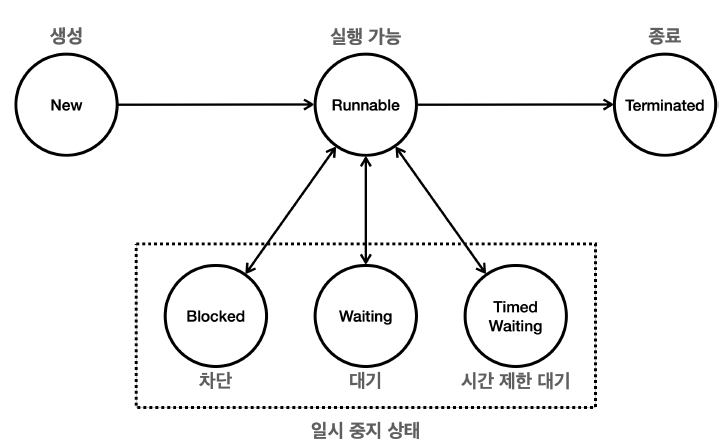 생성
실행 가능
종료
New
Runnable
Terminated
Blocked
Waiting
Timed
Waiting
차단
대기
시간 제한 대기
일시 중지 상태